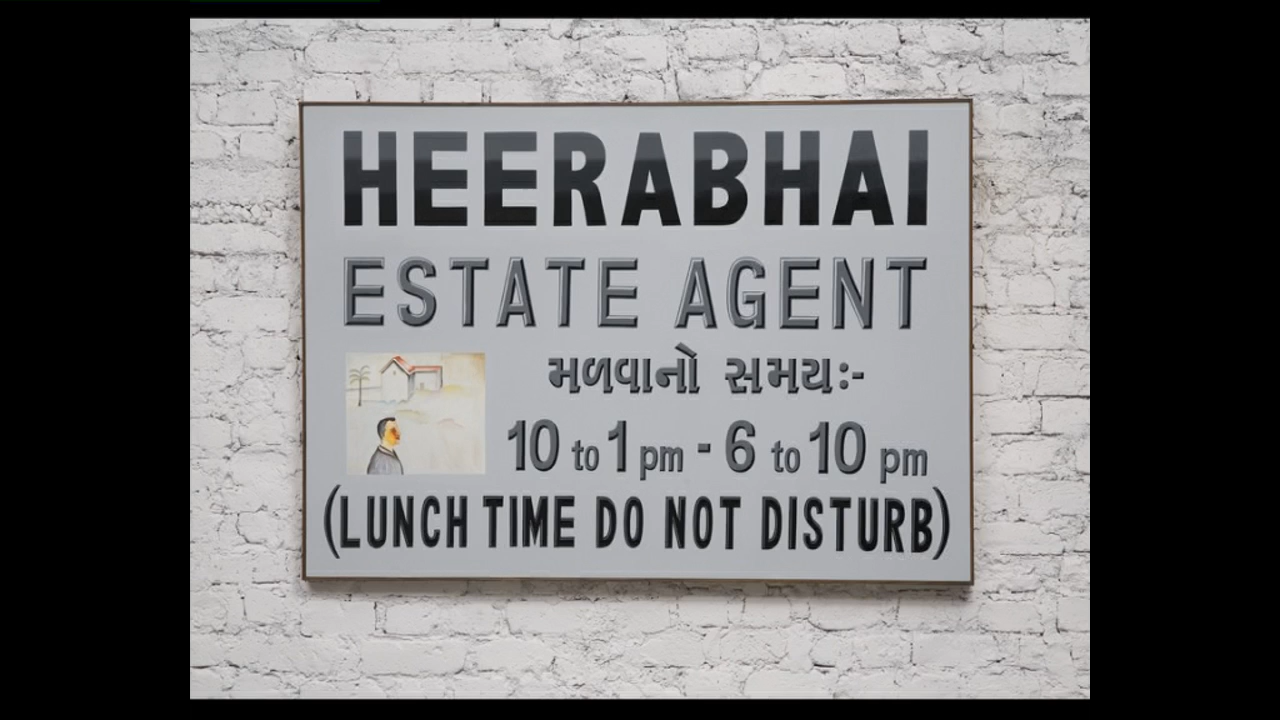 HEERABHAI
ESTATE AGENT
મળવાનો સમયઃ-
10 to 1 pm - 6 to 10 pm
(LUNCH TIME DO NOT DISTURB)